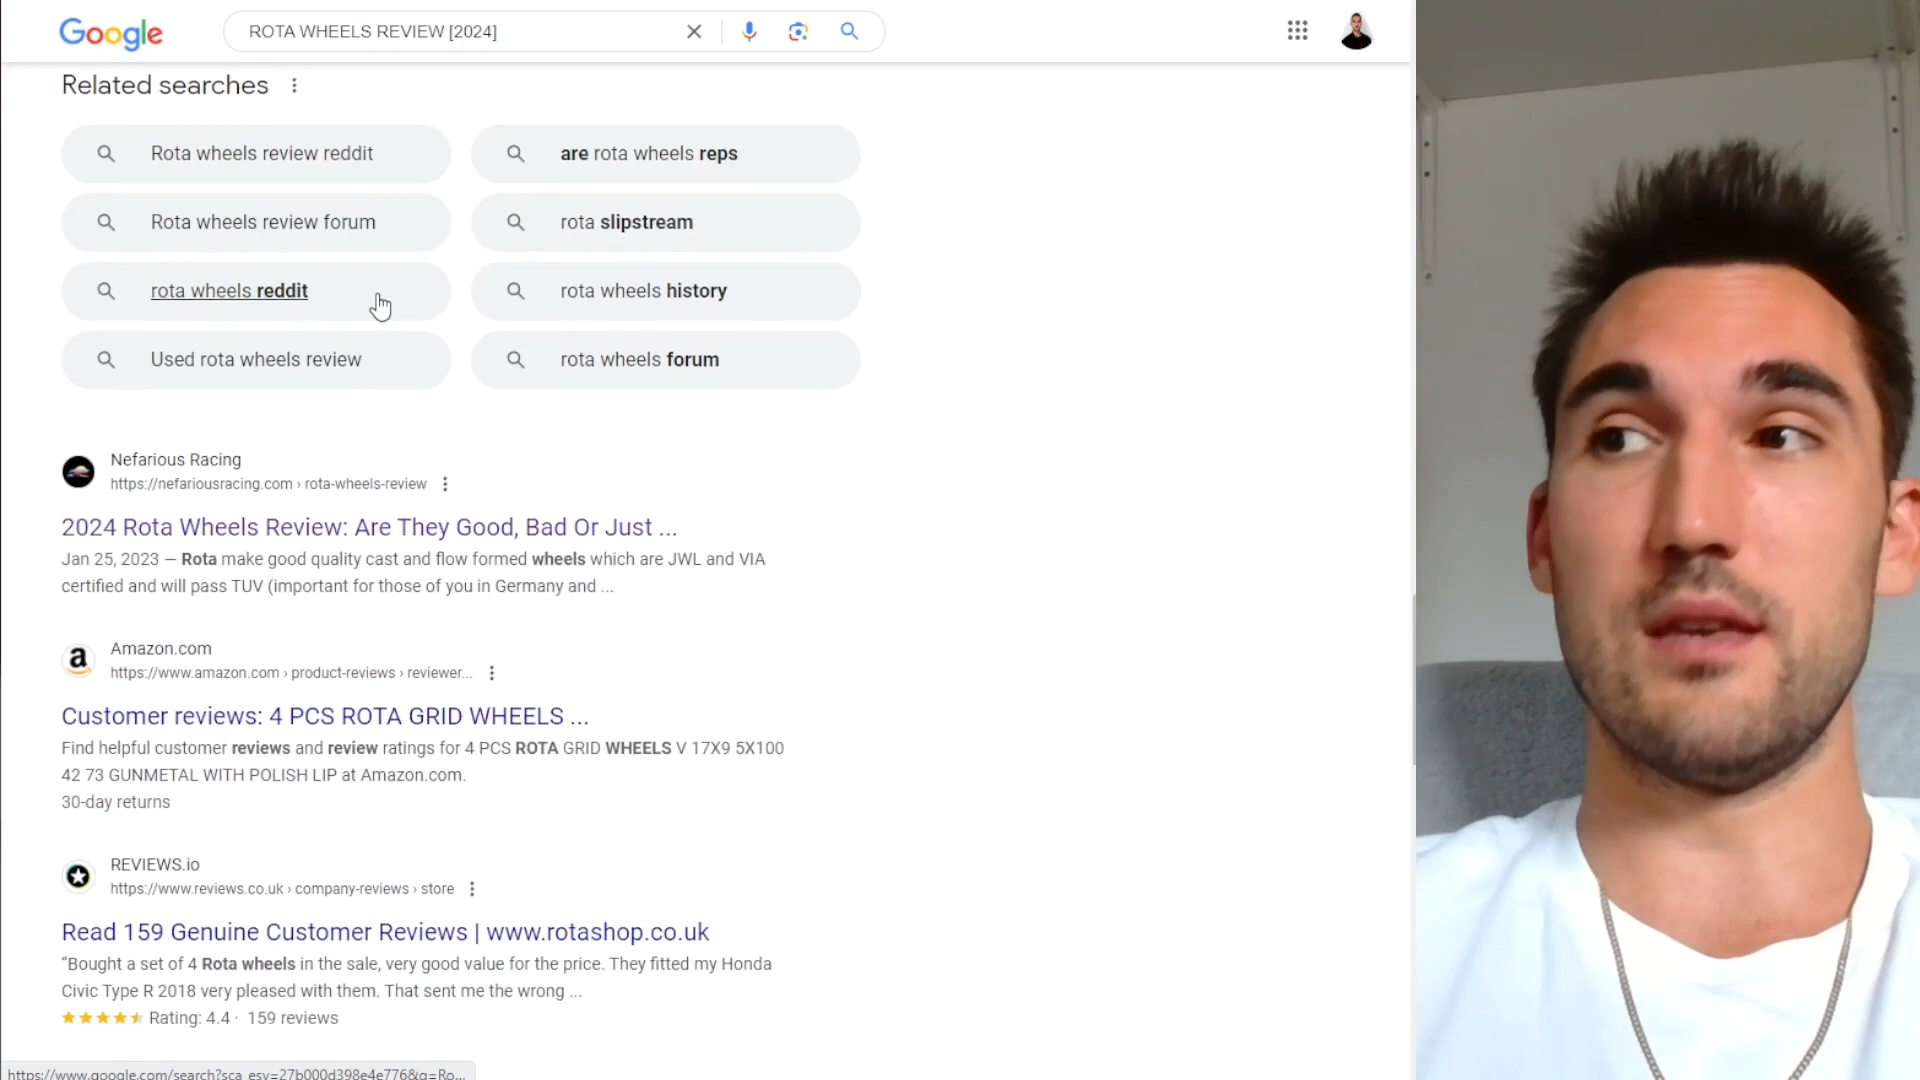 Google
ROTA WHEELS REVIEW [2024]
Related searches
Rota wheels review reddit
are rota wheels reps
Rota wheels review forum
rota slipstream
rota wheels reddit
rota wheels history
Used rota wheels review
rota wheels forum
Nefarious Racing
https://nefariousracing.com › rota-wheels-review
2024 Rota Wheels Review: Are They Good, Bad Or Just ...
Jan 25, 2023 — Rota make good quality cast and flow formed wheels which are JWL and VIA
certified and will pass TUV (important for those of you in Germany and ...
a
Amazon.com
https://www.amazon.com › product-reviews › reviewer...
Customer reviews: 4 PCS ROTA GRID WHEELS ...
Find helpful customer reviews and review ratings for 4 PCS ROTA GRID WHEELS V 17X9 5X100
42 73 GUNMETAL WITH POLISH LIP at Amazon.com.
30-day returns
REVIEWS.io
https://www.reviews.co.uk › company-reviews › store
Read 159 Genuine Customer Reviews | www.rotashop.co.uk
“Bought a set of 4 Rota wheels in the sale, very good value for the price. They fitted my Honda
Civic Type R 2018 very pleased with them. That sent me the wrong ...
Rating: 4.4 · 159 reviews
https://www.google.com/search?sca_esv=27b000d398e4e776&q=Ro...